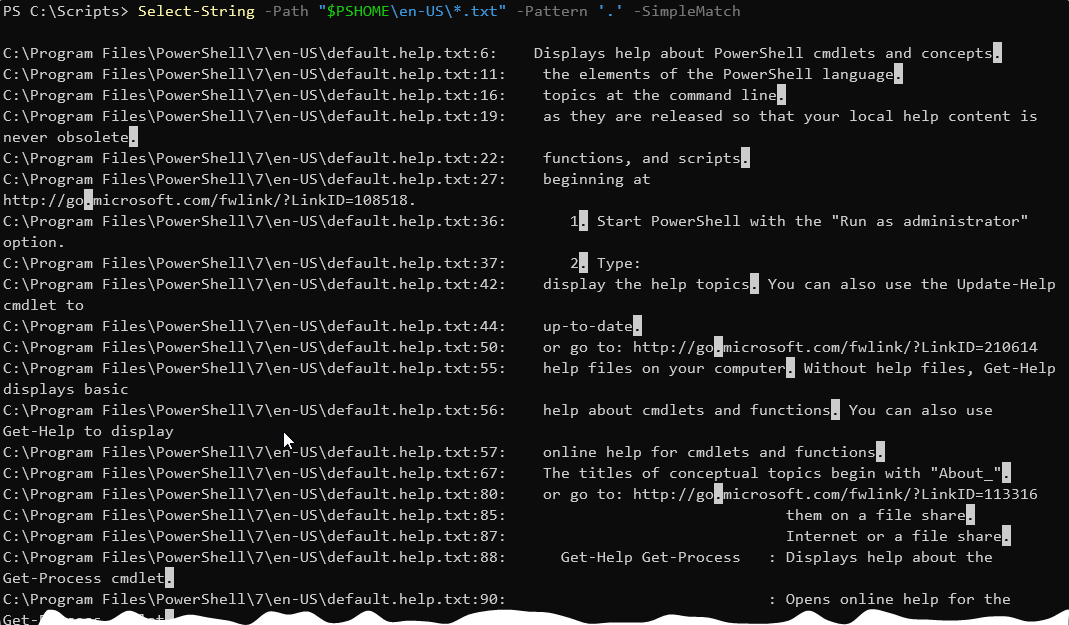 PS C:\Scripts> Select-String -Path "$PSHOME\en-US\*.txt" -Pattern '.' -SimpleMatch
C:\Program Files\PowerShell\7\en-US\default.help.txt:6:    Displays help about PowerShell cmdlets and concepts.
C:\Program Files\PowerShell\7\en-US\default.help.txt:11:    the elements of the PowerShell language.
C:\Program Files\PowerShell\7\en-US\default.help.txt:16:    topics at the command line.
C:\Program Files\PowerShell\7\en-US\default.help.txt:19:    as they are released so that your local help content is
never obsolete.
C:\Program Files\PowerShell\7\en-US\default.help.txt:22:    functions, and scripts.
C:\Program Files\PowerShell\7\en-US\default.help.txt:27:    beginning at
http://go.microsoft.com/fwlink/?LinkID=108518.
C:\Program Files\PowerShell\7\en-US\default.help.txt:36:       1. Start PowerShell with the "Run as administrator"
option.
C:\Program Files\PowerShell\7\en-US\default.help.txt:37:       2. Type:
C:\Program Files\PowerShell\7\en-US\default.help.txt:42:    display the help topics. You can also use the Update-Help
cmdlet to
C:\Program Files\PowerShell\7\en-US\default.help.txt:44:    up-to-date.
C:\Program Files\PowerShell\7\en-US\default.help.txt:50:    or go to: http://go.microsoft.com/fwlink/?LinkID=210614
C:\Program Files\PowerShell\7\en-US\default.help.txt:55:    help files on your computer. Without help files, Get-Help
displays basic
C:\Program Files\PowerShell\7\en-US\default.help.txt:56:    help about cmdlets and functions. You can also use
Get-Help to display
C:\Program Files\PowerShell\7\en-US\default.help.txt:57:    online help for cmdlets and functions.
C:\Program Files\PowerShell\7\en-US\default.help.txt:67:    The titles of conceptual topics begin with "About_".
C:\Program Files\PowerShell\7\en-US\default.help.txt:80:    or go to: http://go.microsoft.com/fwlink/?LinkID=113316
C:\Program Files\PowerShell\7\en-US\default.help.txt:85:                               them on a file share.
C:\Program Files\PowerShell\7\en-US\default.help.txt:87:                               Internet or a file share.
C:\Program Files\PowerShell\7\en-US\default.help.txt:88:      Get-Help Get-Process   : Displays help about the
Get-Process cmdlet.
C:\Program Files\PowerShell\7\en-US\default.help.txt:90:                             : Opens online help for the